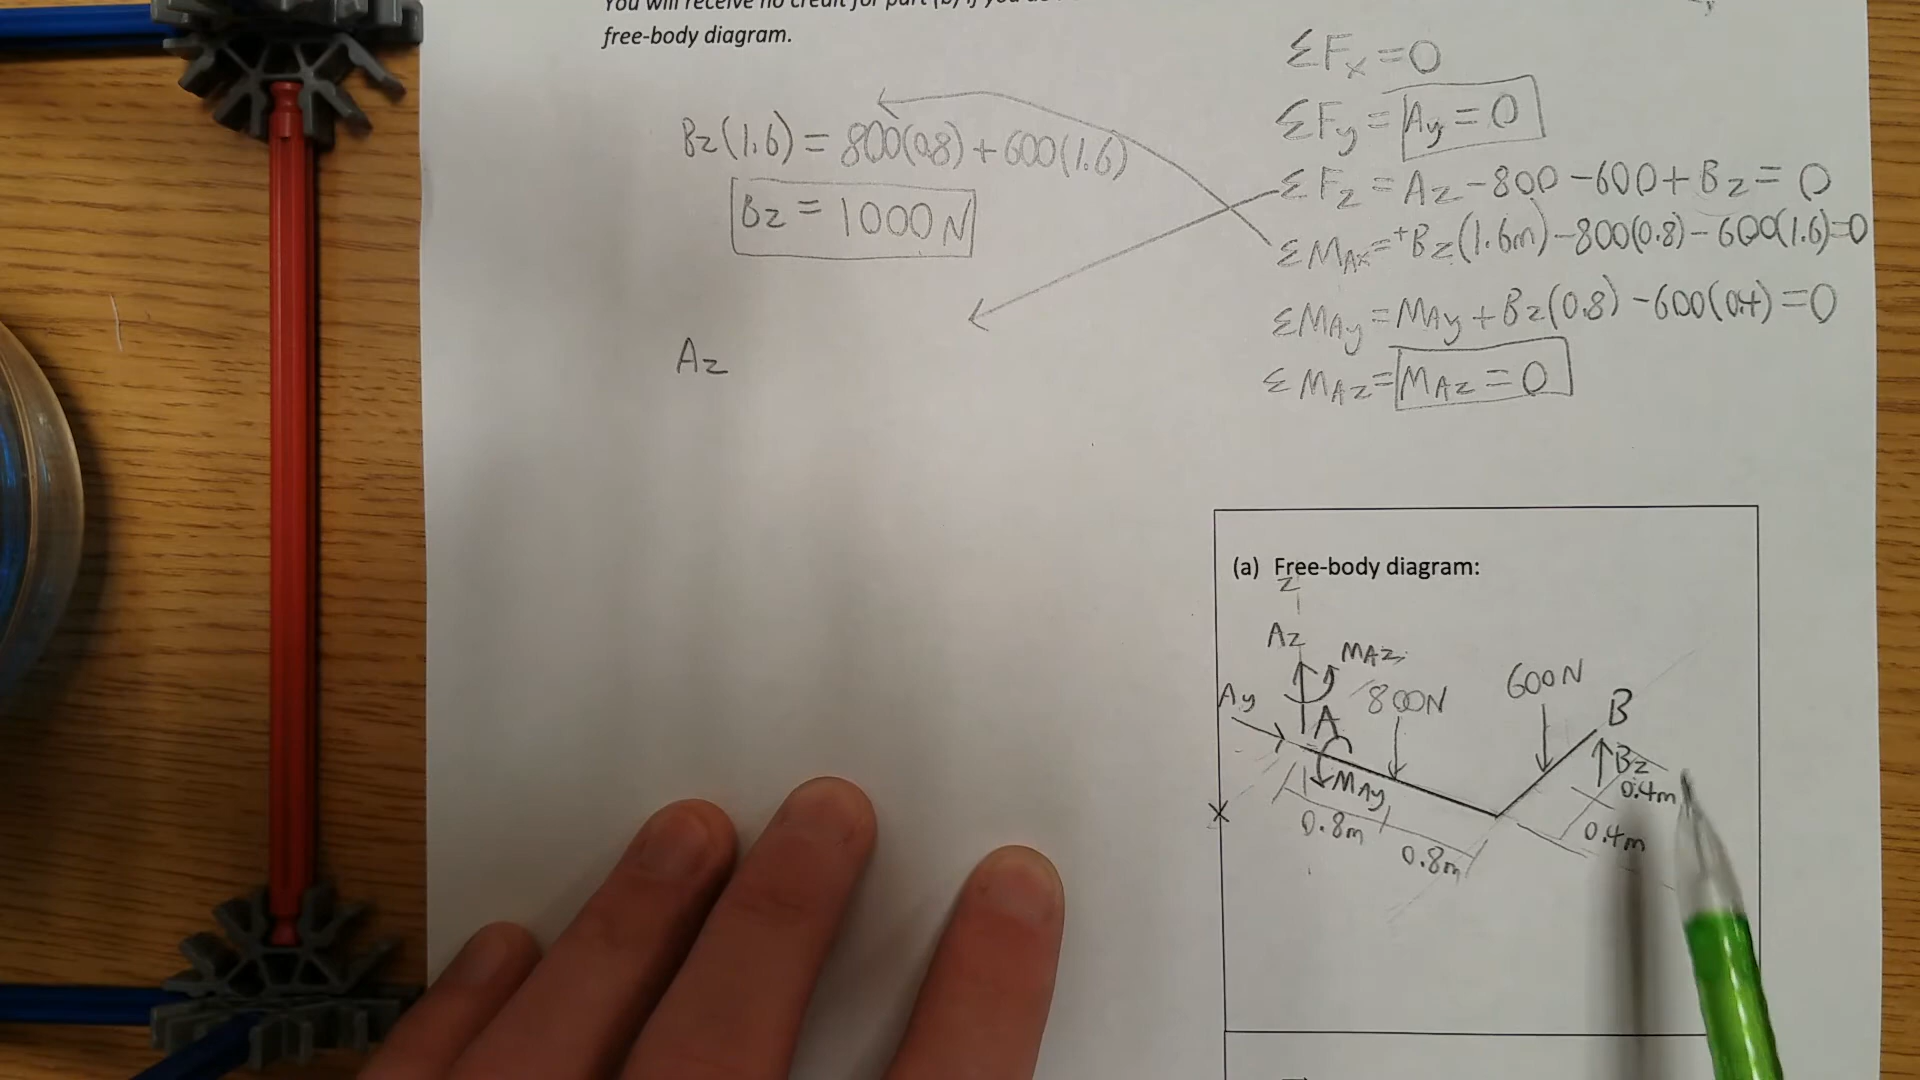 free-body diagram.
ΣFx = 0
ΣFy = Ay = 0
ΣFz = Az - 800 - 600 + Bz = 0
ΣMAx = +Bz(1.6m) - 800(0.8) - 600(1.6) = 0
ΣMAy = MAy + Bz(0.8) - 600(0.4) = 0
ΣMAz = MAz = 0
Bz(1.6) = 800(0.8) + 600(1.6)
Bz = 1000 N
Az
(a) Free-body diagram:
z
Az
MAz
Ay
A
800N
600N
B
Bz
MAy
0.4m
0.4m
0.8m
0.8m
x